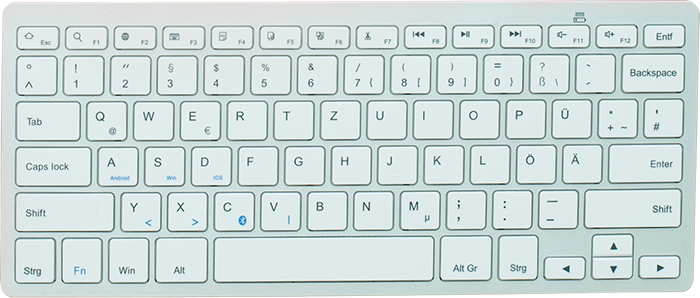 Esc F1 F2 F3 F4 F5 F6 F7 F8 F9 F10 F11 F12 Entf
° ! " § $ % & / ( ) = ? ` Backspace
^ 1 2 3 4 5 6 7 { 8 [ 9 ] 0 } ß \ ´
Tab Q W E R T Z U I O P Ü * '
@ € + ~ #
Caps lock A S D F G H J K L Ö Ä Enter
Android Win IOS
Shift Y X C V B N M ; : _ Shift
< > | µ , . –
Strg Fn Win Alt Alt Gr Strg ◄ ▲ ▼ ►